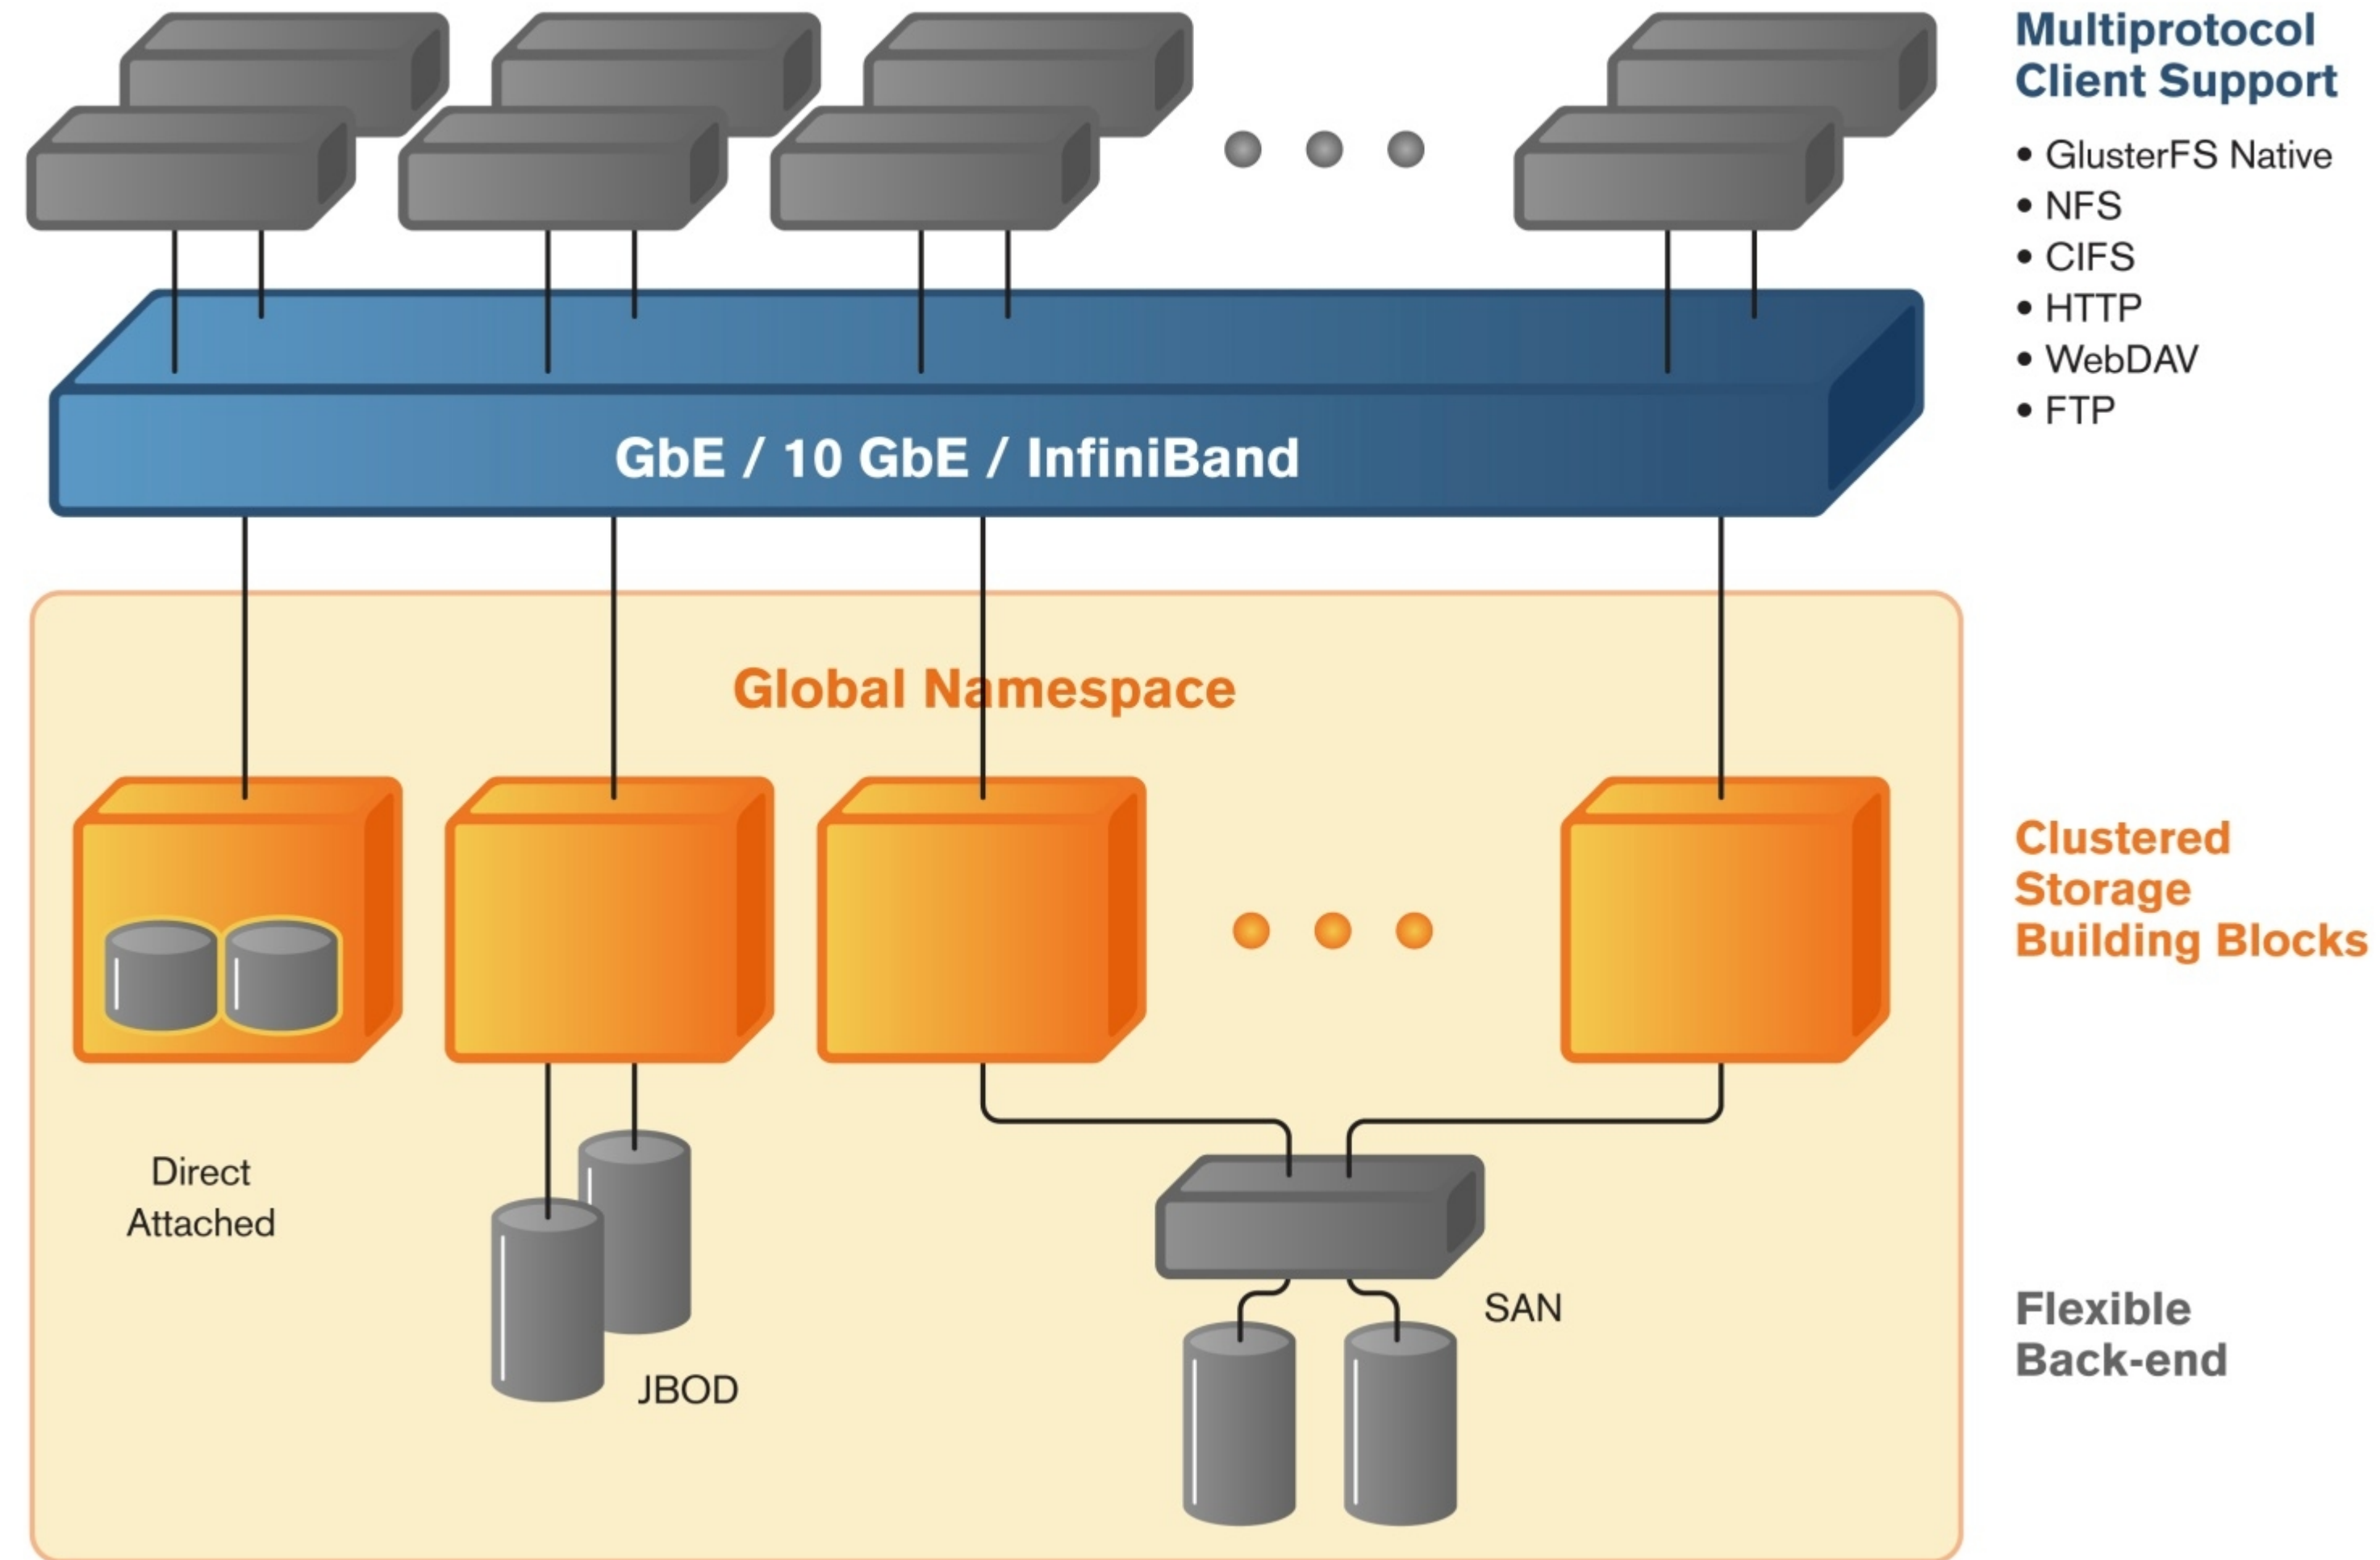 Multiprotocol
Client Support
• GlusterFS Native
• NFS
• CIFS
• HTTP
• WebDAV
• FTP
GbE / 10 GbE / InfiniBand
Global Namespace
Clustered
Storage
Building Blocks
Direct
Attached
JBOD
SAN
Flexible
Back-end